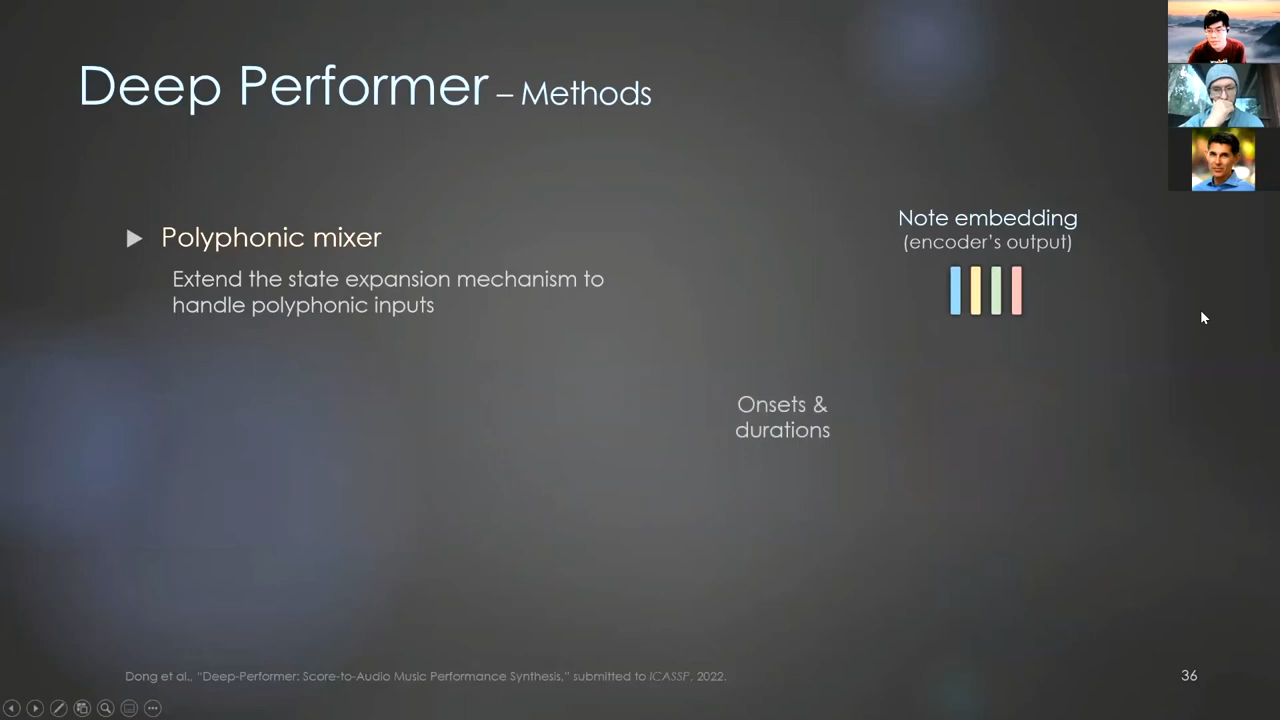 Deep Performer – Methods
Polyphonic mixer
Extend the state expansion mechanism to
handle polyphonic inputs
Note embedding
(encoder's output)
Onsets &
durations
Dong et al., "Deep-Performer: Score-to-Audio Music Performance Synthesis," submitted to ICASSP, 2022.
36